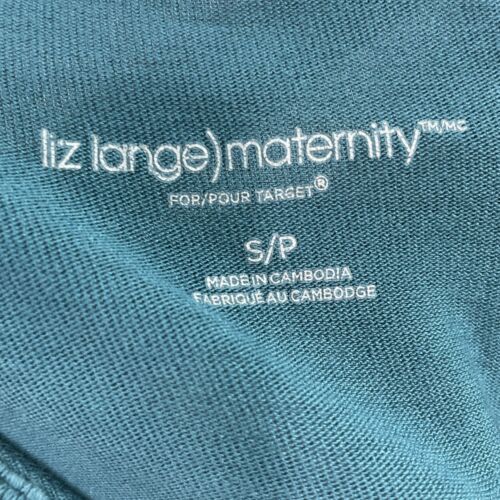 liz lange) maternity™/MC
FOR/POUR TARGET®
S/P
MADE IN CAMBODIA
FABRIQUÉ AU CAMBODGE